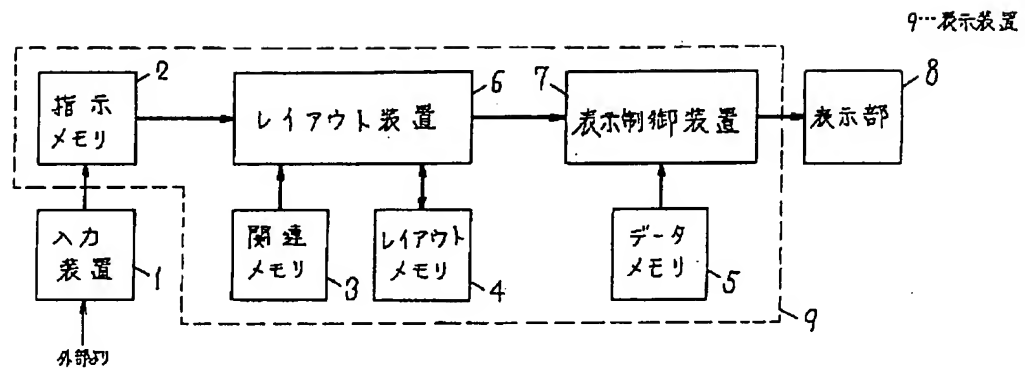 9…表示装置
2
指示
メモリ
6
レイアウト装置
7
表示制御装置
8
表示部
入力
装置
1
関連
メモリ
3
レイアウト
メモリ
4
データ
メモリ
5
9
外部より